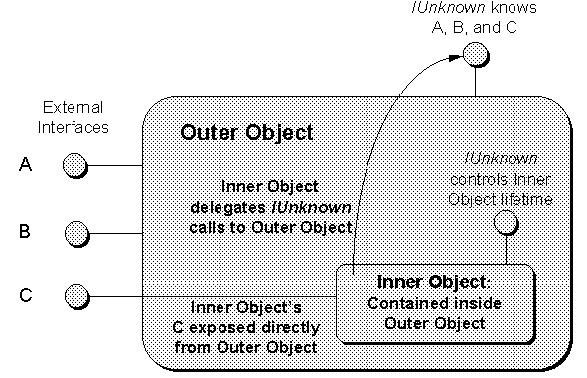 IUnknown knows
A, B, and C
External
Interfaces
Outer Object
A
IUnknown
controls Inner
Object lifetime
Inner Object
delegates IUnknown
calls to Outer Object
B
C
Inner Object:
Contained inside
Outer Object
Inner Object's
C exposed directly
from Outer Object